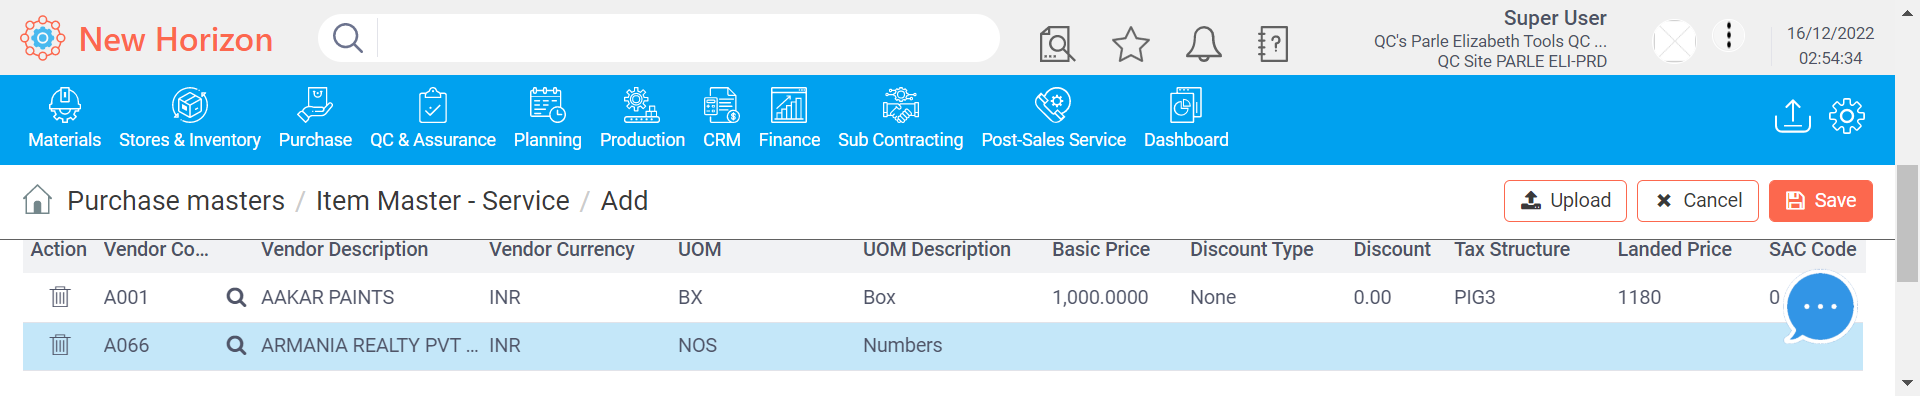 New Horizon
Super User
QC's Parle Elizabeth Tools QC ...
QC Site PARLE ELI-PRD
16/12/2022
02:54:34
Materials Stores & Inventory Purchase QC & Assurance Planning Production CRM Finance Sub Contracting Post-Sales Service Dashboard
Purchase masters / Item Master - Service / Add Upload Cancel Save
Action Vendor Co... Vendor Description Vendor Currency UOM UOM Description Basic Price Discount Type Discount Tax Structure Landed Price SAC Code
A001 AAKAR PAINTS INR BX Box 1,000.0000 None 0.00 PIG3 1180 0
A066 ARMANIA REALTY PVT ... INR NOS Numbers